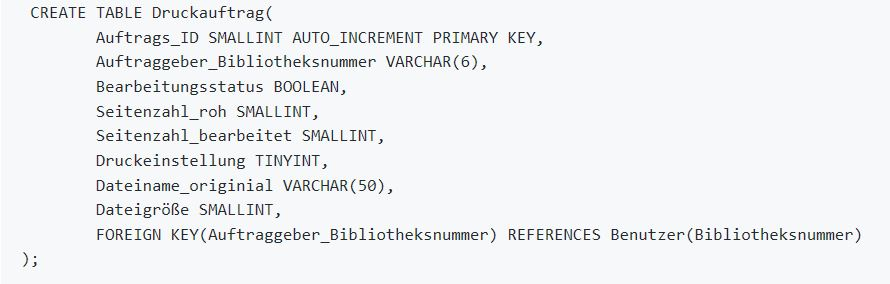 CREATE TABLE Druckauftrag(
Auftrags_ID SMALLINT AUTO_INCREMENT PRIMARY KEY,
Auftraggeber_Bibliotheksnummer VARCHAR(6),
Bearbeitungsstatus BOOLEAN,
Seitenzahl_roh SMALLINT,
Seitenzahl_bearbeitet SMALLINT,
Druckeinstellung TINYINT,
Dateiname_originial VARCHAR(50),
Dateigröße SMALLINT,
FOREIGN KEY(Auftraggeber_Bibliotheksnummer) REFERENCES Benutzer(Bibliotheksnummer)
);